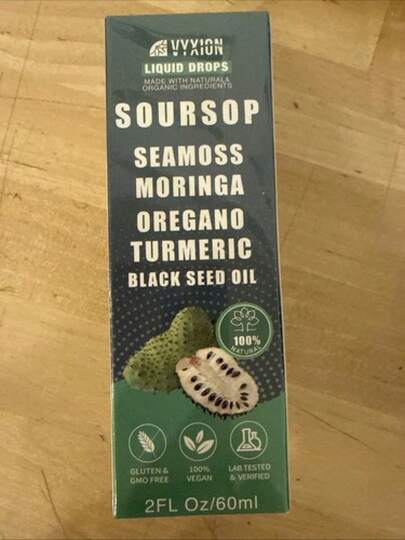 VYXION
LIQUID DROPS
MADE WITH NATURAL&
ORGANIC INGREDIENTS
SOURSOP
SEAMOSS
MORINGA
OREGANO
TURMERIC
BLACK SEED OIL
100%
NATURAL
GLUTEN &
GMO FREE
100%
VEGAN
LAB TESTED
& VERIFIED
2FL Oz/60ml